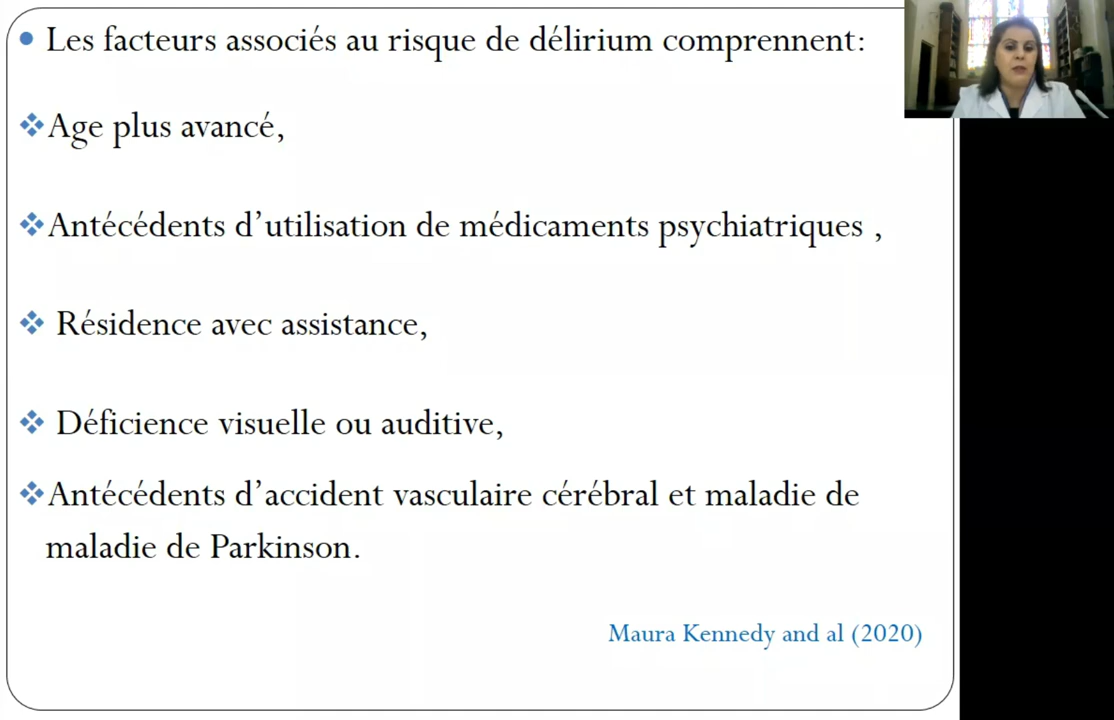 Les facteurs associés au risque de délirium comprennent:
Age plus avancé,
Antécédents d’utilisation de médicaments psychiatriques ,
Résidence avec assistance,
Déficience visuelle ou auditive,
Antécédents d’accident vasculaire cérébral et maladie de
maladie de Parkinson.
Maura Kennedy and al (2020)